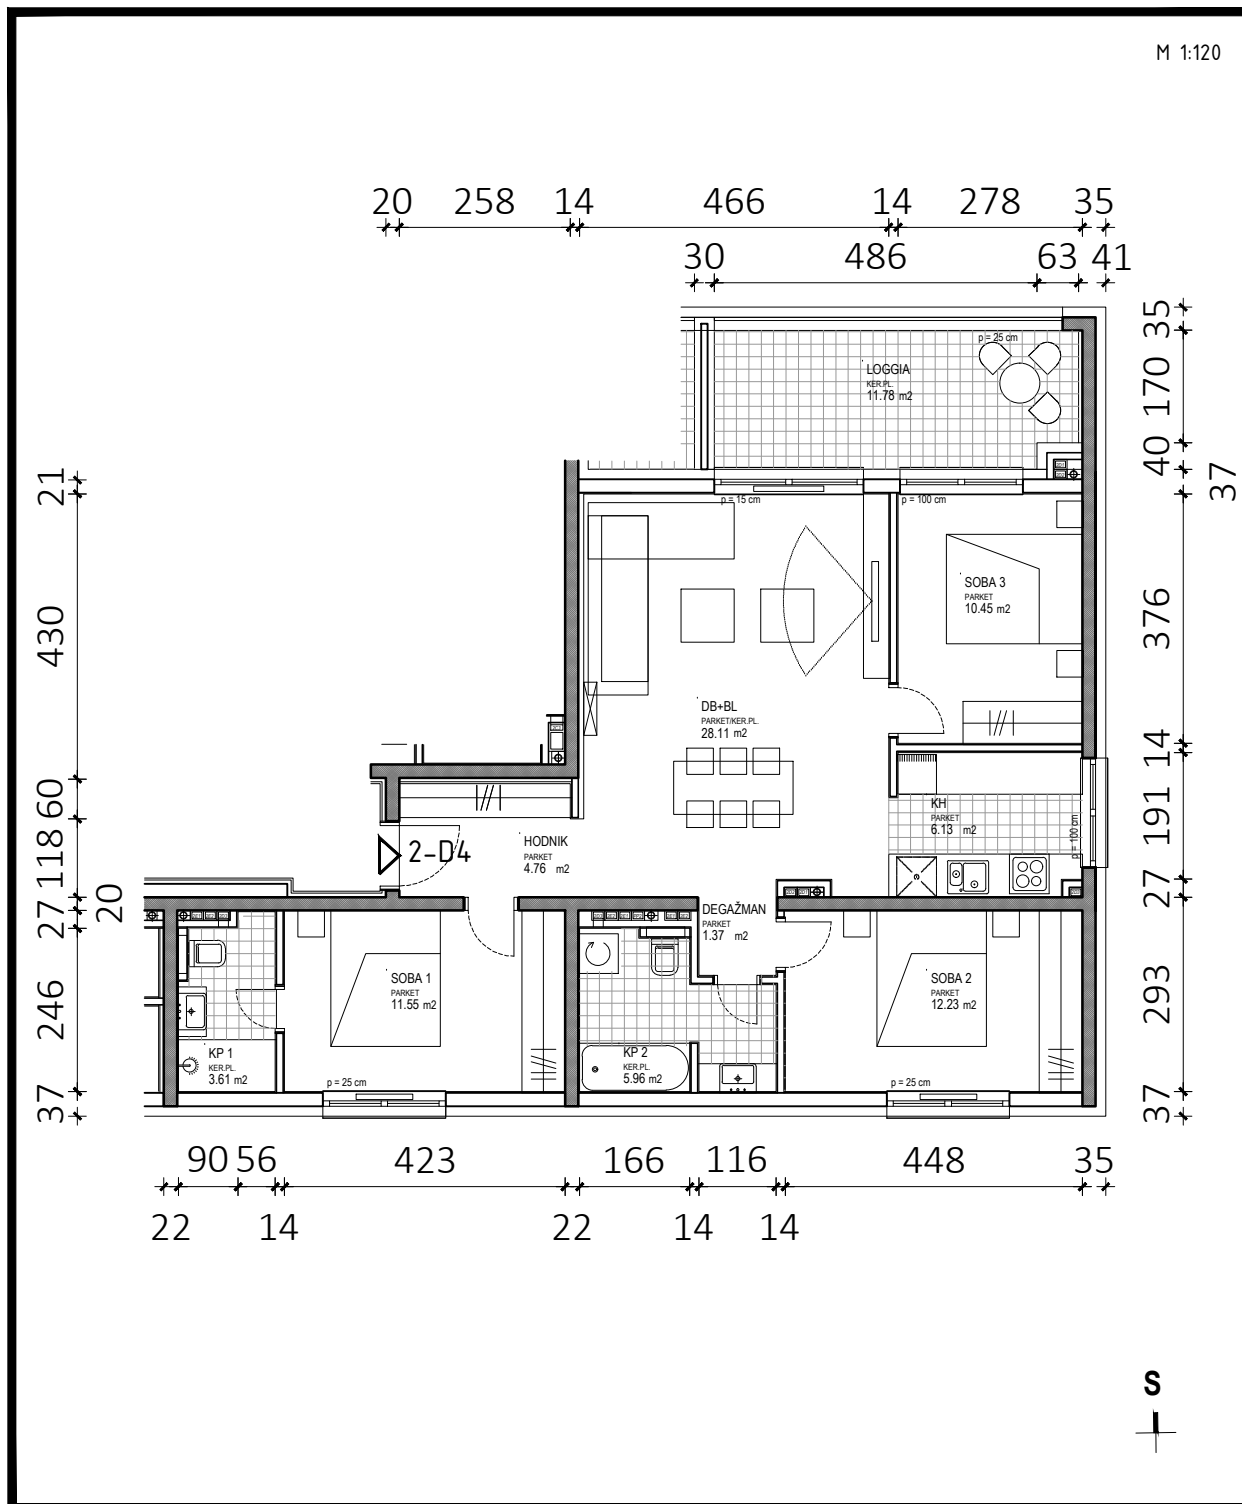 M 1:120
20 258 14 466 14 278 35
30 486 63 41
35
170
40
37
376
14
191
27
293
37
21
430
60
118
20
27
246
37
p = 25 cm
LOGGIA
KER.PL.
11.78 m2
p = 15 cm
p = 100 cm
SOBA 3
PARKET
10.45 m2
DB+BL
PARKET/KER.PL.
28.11 m2
KH
PARKET
6.13 m2
p = 100 cm
HODNIK
PARKET
4.76 m2
2-D4
DEGAŽMAN
PARKET
1.37 m2
SOBA 1
PARKET
11.55 m2
SOBA 2
PARKET
12.23 m2
KP 1
KER.PL.
3.61 m2
KP 2
KER.PL.
5.96 m2
p = 25 cm
p = 25 cm
90 56 423 166 116 448 35
22 14 22 14 14
S